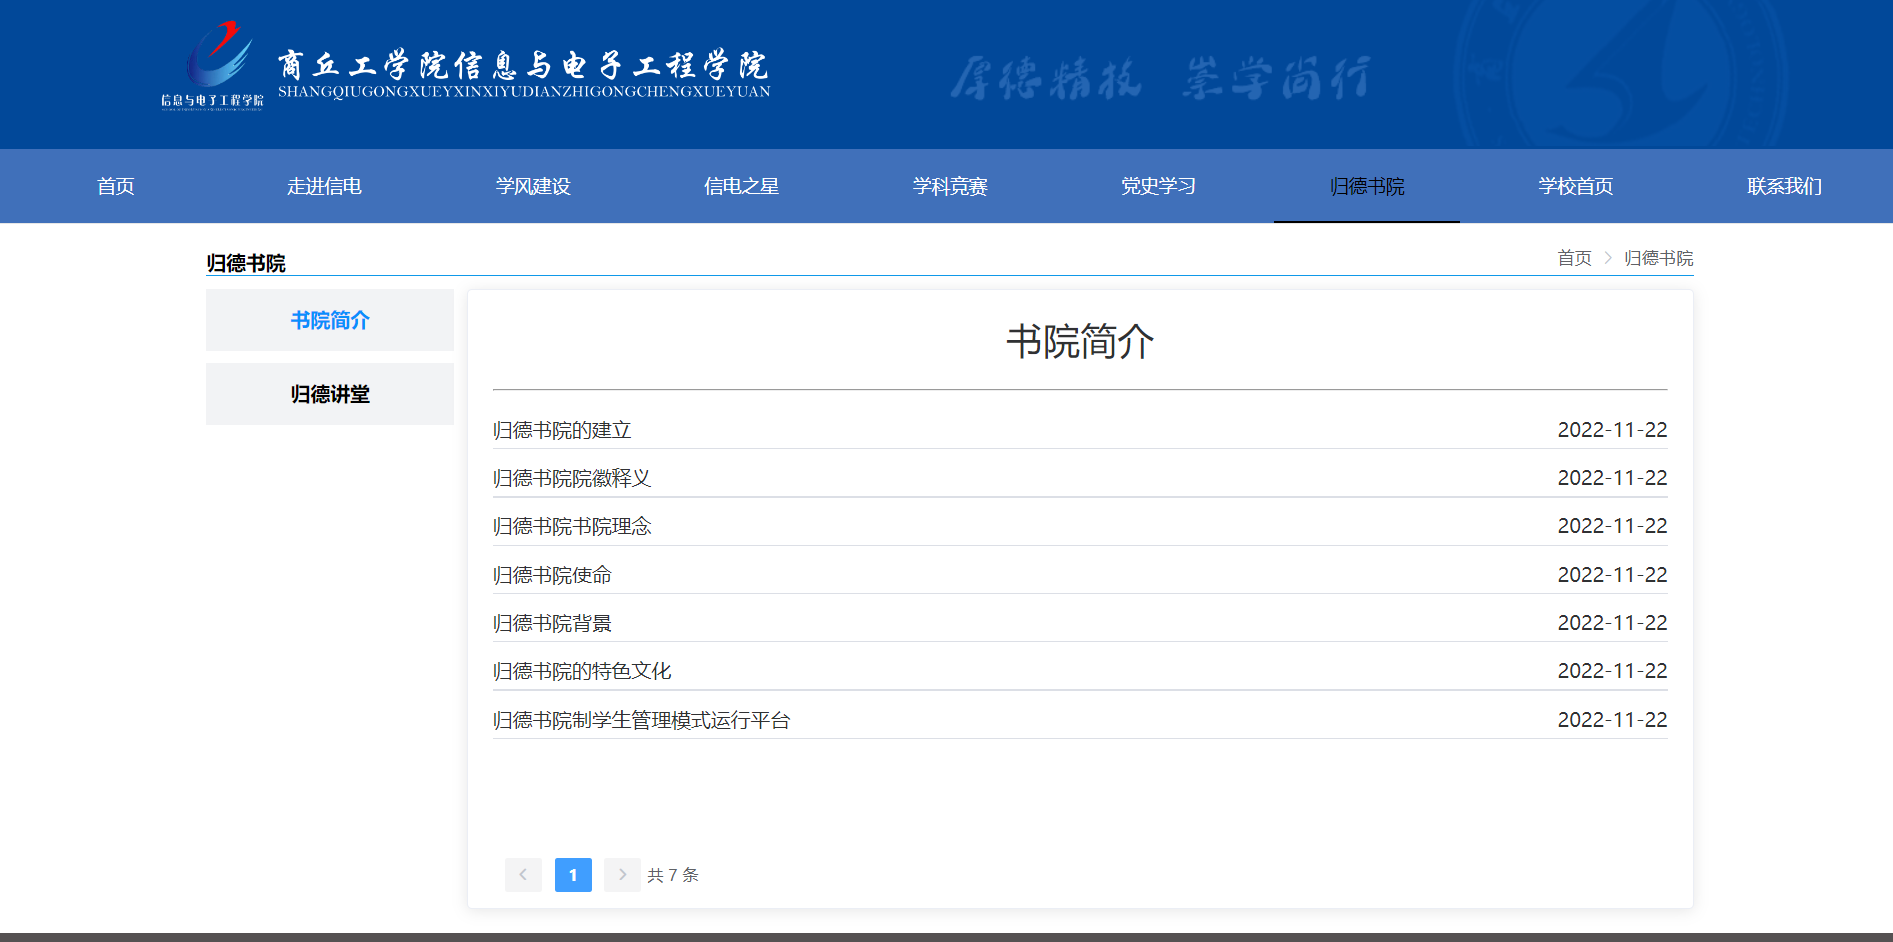 商丘工学院信息与电子工程学院
SHANGQIUGONGXUEYXINXIYUDIANZHIGONGCHENGXUEYUAN
信息与电子工程学院
厚德精技 崇学尚行
首页 走进信电 学风建设 信电之星 学科竞赛 党史学习 归德书院 学校首页 联系我们
归德书院
首页 > 归德书院
书院简介
归德讲堂
书院简介
归德书院的建立 2022-11-22
归德书院院徽释义 2022-11-22
归德书院书院理念 2022-11-22
归德书院使命 2022-11-22
归德书院背景 2022-11-22
归德书院的特色文化 2022-11-22
归德书院制学生管理模式运行平台 2022-11-22
< 1 > 共 7 条